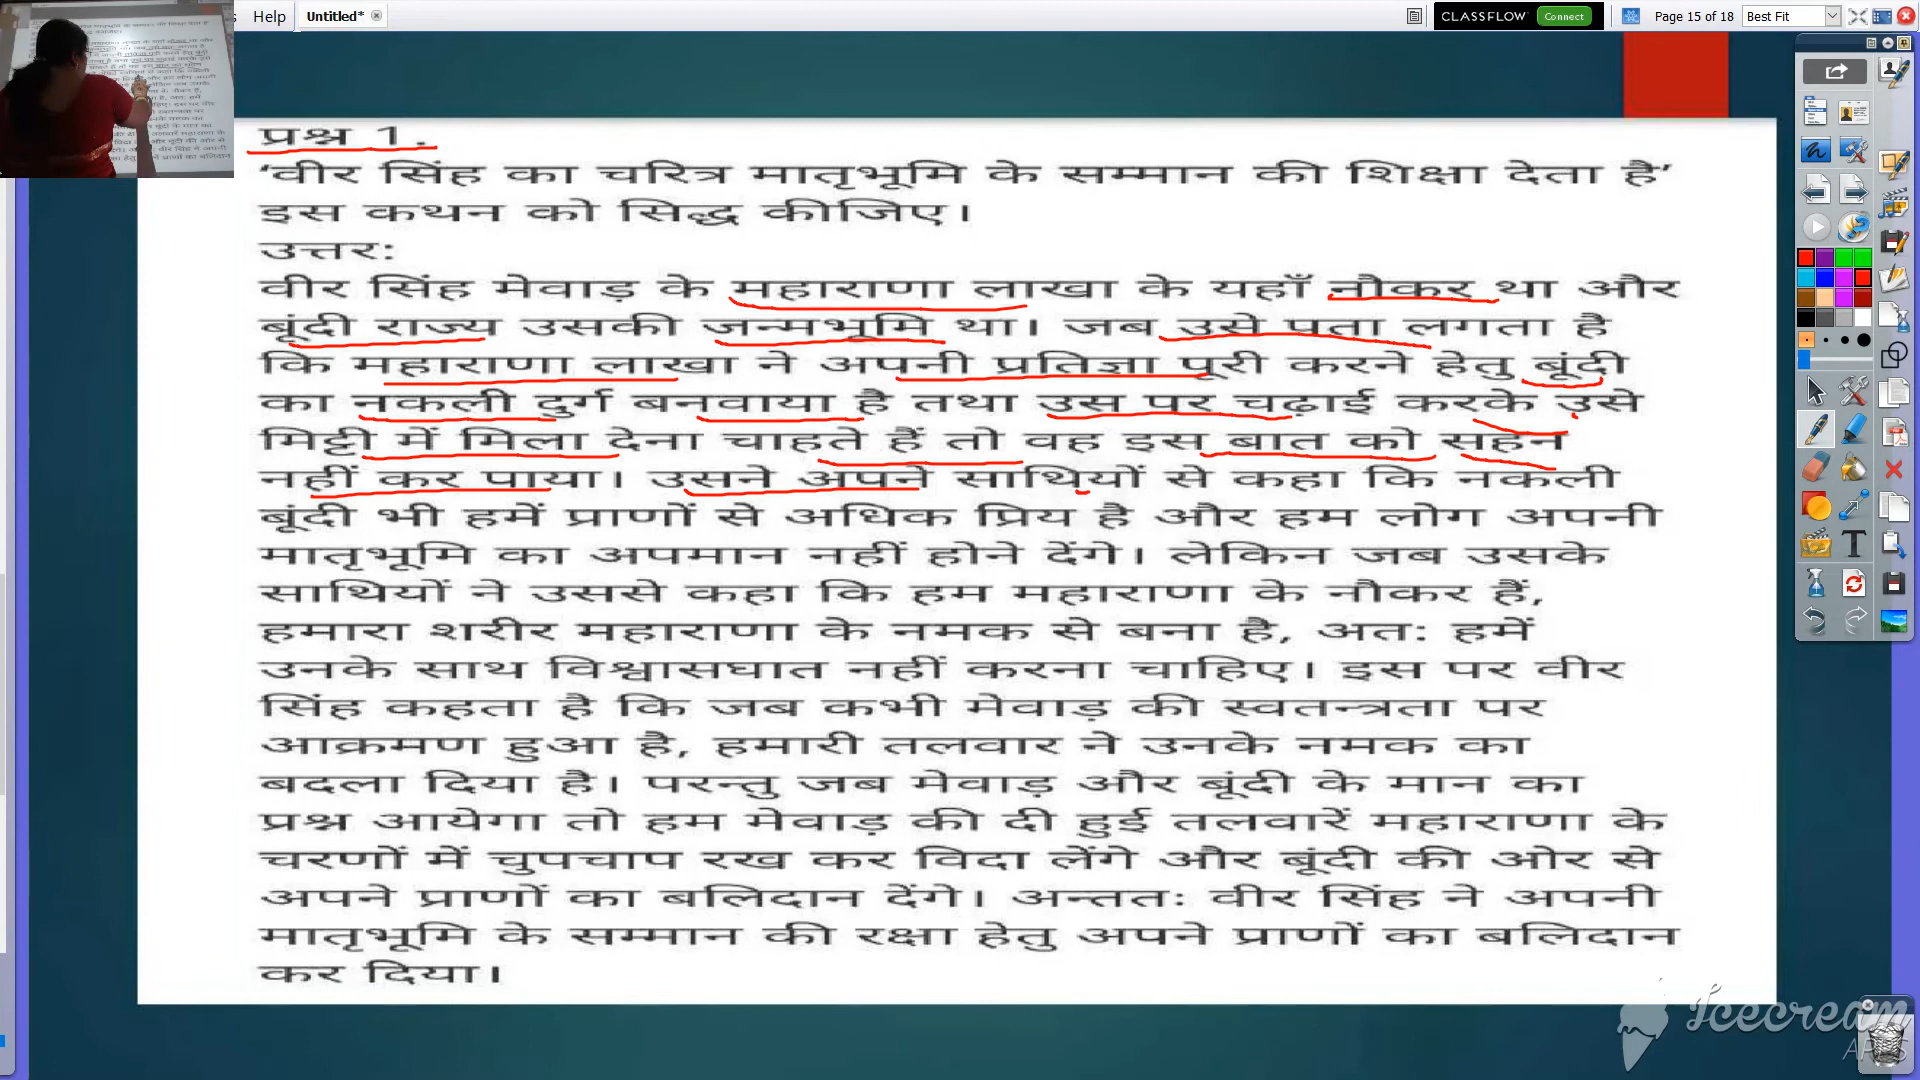 Help
Untitled*
CLASSFLOW Connect
Page 15 of 18
Best Fit
प्रश्न 1.
‘वीर सिंह का चरित्र मातृभूमि के सम्मान की शिक्षा देता है’
इस कथन को सिद्ध कीजिए।
उत्तर:
वीर सिंह मेवाड़ के महाराणा लाखा के यहाँ नौकर था और
बूंदी राज्य उसकी जन्मभूमि था। जब उसे पता लगता है
कि महाराणा लाखा ने अपनी प्रतिज्ञा पूरी करने हेतु बूंदी
का नकली दुर्ग बनवाया है तथा उस पर चढ़ाई करके उसे
मिट्टी में मिला देना चाहते हैं तो वह इस बात को सहन
नहीं कर पाया। उसने अपने साथियों से कहा कि नकली
बूंदी भी हमें प्राणों से अधिक प्रिय है और हम लोग अपनी
मातृभूमि का अपमान नहीं होने देंगे। लेकिन जब उसके
साथियों ने उससे कहा कि हम महाराणा के नौकर हैं,
हमारा शरीर महाराणा के नमक से बना है, अत: हमें
उनके साथ विश्वासघात नहीं करना चाहिए। इस पर वीर
सिंह कहता है कि जब कभी मेवाड़ की स्वतन्त्रता पर
आक्रमण हुआ है, हमारी तलवार ने उनके नमक का
बदला दिया है। परन्तु जब मेवाड़ और बूंदी के मान का
प्रश्न आयेगा तो हम मेवाड़ की दी हुई तलवारें महाराणा के
चरणों में चुपचाप रख कर विदा लेंगे और बूंदी की ओर से
अपने प्राणों का बलिदान देंगे। अन्तत: वीर सिंह ने अपनी
मातृभूमि के सम्मान की रक्षा हेतु अपने प्राणों का बलिदान
कर दिया।
Icecream